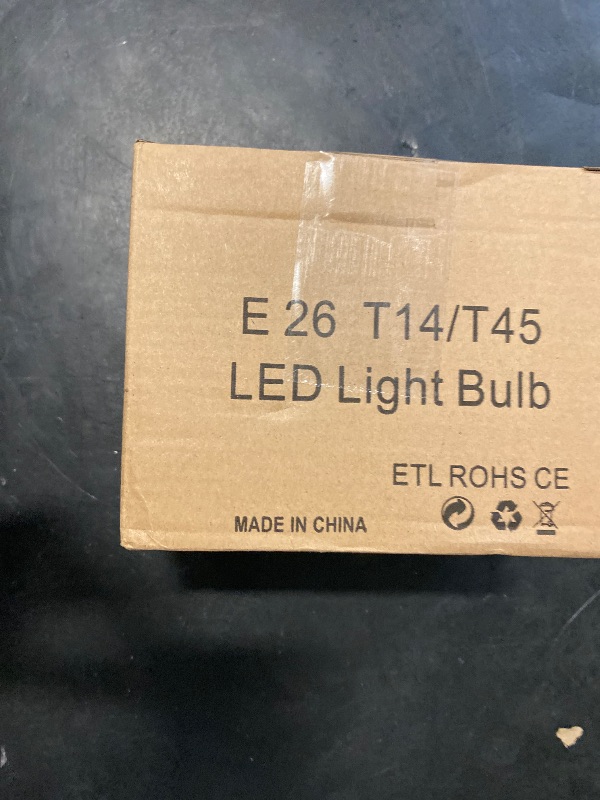 E 26 T14/T45
LED Light Bulb
ETL ROHS CE
MADE IN CHINA